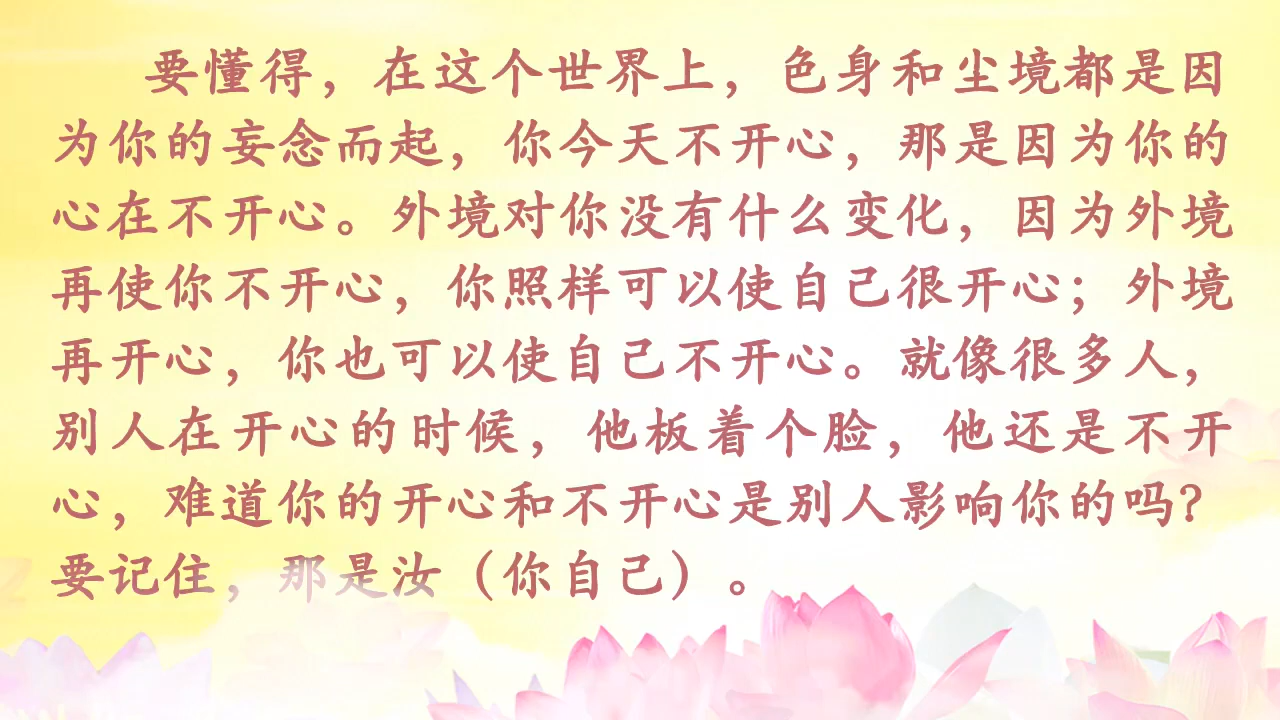 要懂得，在这个世界上，色身和尘境都是因
为你的妄念而起，你今天不开心，那是因为你的
心在不开心。外境对你没有什么变化，因为外境
再使你不开心，你照样可以使自己很开心；外境
再开心，你也可以使自己不开心。就像很多人，
别人在开心的时候，他板着个脸，他还是不开
心，难道你的开心和不开心是别人影响你的吗？
要记住，那是汝（你自己）。